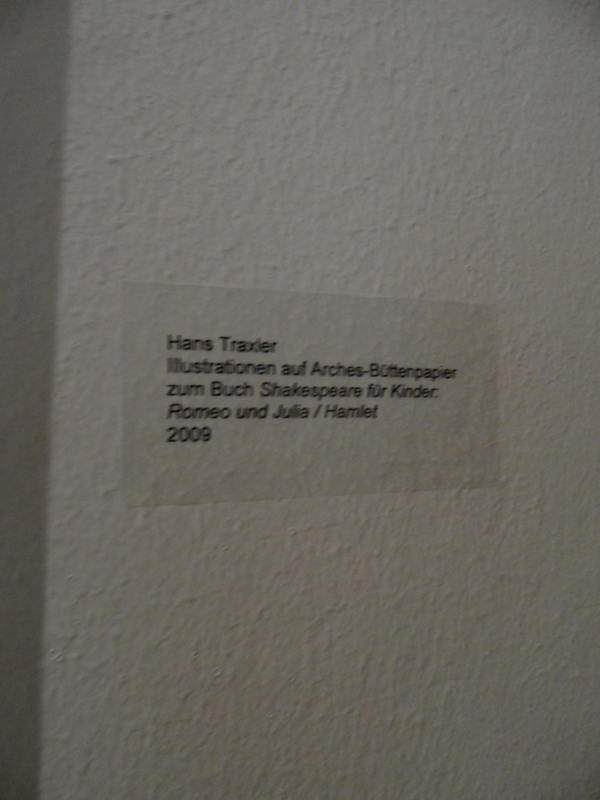 Hans Traxler
Illustrationen auf Arches-Büttenpapier
zum Buch Shakespeare für Kinder:
Romeo und Julia / Hamlet
2009